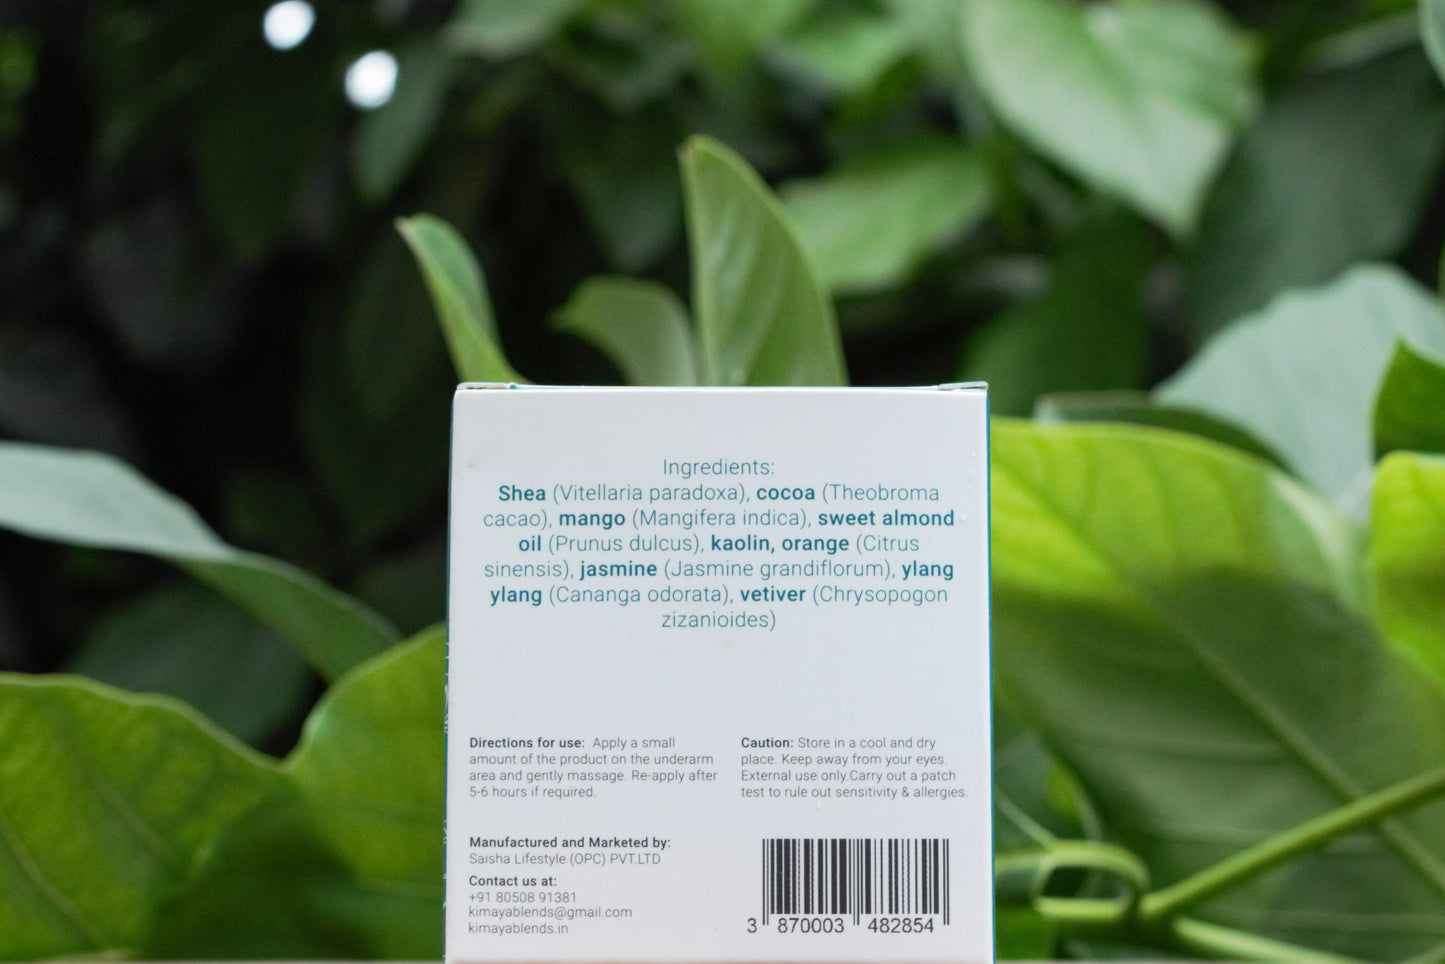 Ingredients:
Shea (Vitellaria paradoxa), cocoa (Theobroma
cacao), mango (Mangifera indica), sweet almond
oil (Prunus dulcus), kaolin, orange (Citrus
sinensis), jasmine (Jasmine grandiflorum), ylang
ylang (Cananga odorata), vetiver (Chrysopogon
zizanioides)
Directions for use: Apply a small
amount of the product on the underarm
area and gently massage. Re-apply after
5-6 hours if required.
Caution: Store in a cool and dry
place. Keep away from your eyes.
External use only.Carry out a patch
test to rule out sensitivity & allergies.
Manufactured and Marketed by:
Saisha Lifestyle (OPC) PVT.LTD
Contact us at:
+91 80508 91381
kimayablends@gmail.com
kimayablends.in
3 870003 482854